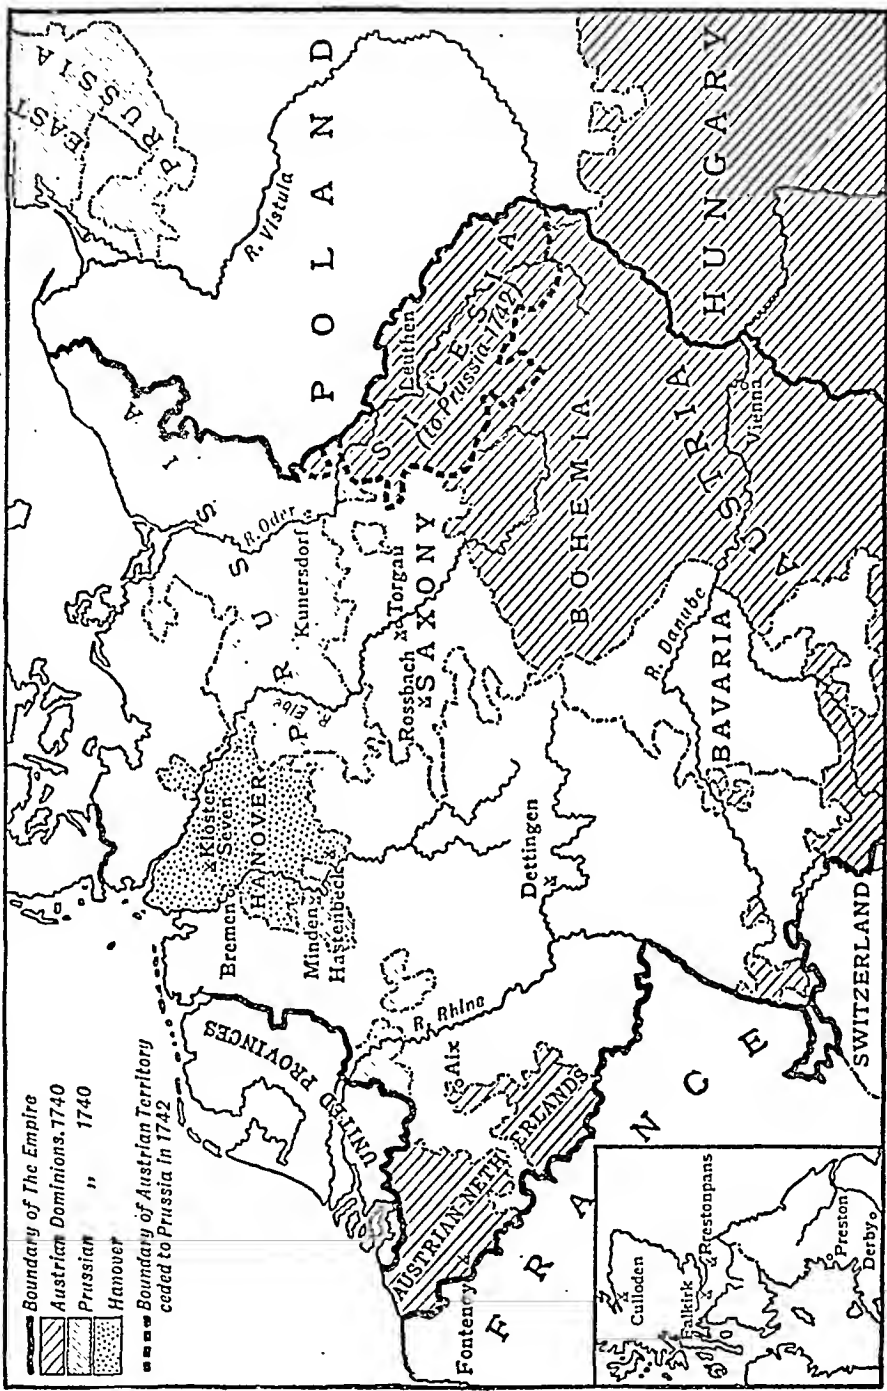 Boundary of The Empire
Austrian Dominions, 1740
Prussian „ 1740
Hanover
Boundary of Austrian Territory
ceded to Prussia in 1742
EAST
PRUSSIA
R. Vistula
POLAND
PRUSSIA
R. Oder
Kunersdorf
R. Elbe
Leuthen
SILESIA
(to Prussia 1742)
Torgau
Rossbach
SAXONY
Klöster
Seven
HANOVER
Bremen
Minden
Hastenbeck
UNITED PROVINCES
R. Rhine
Aix
AUSTRIAN NETHERLANDS
Fontenoy
FRANCE
Dettingen
BOHEMIA
AUSTRIA
Vienna
HUNGARY
R. Danube
BAVARIA
SWITZERLAND
Culloden
Falkirk
Prestonpans
Preston
Derby